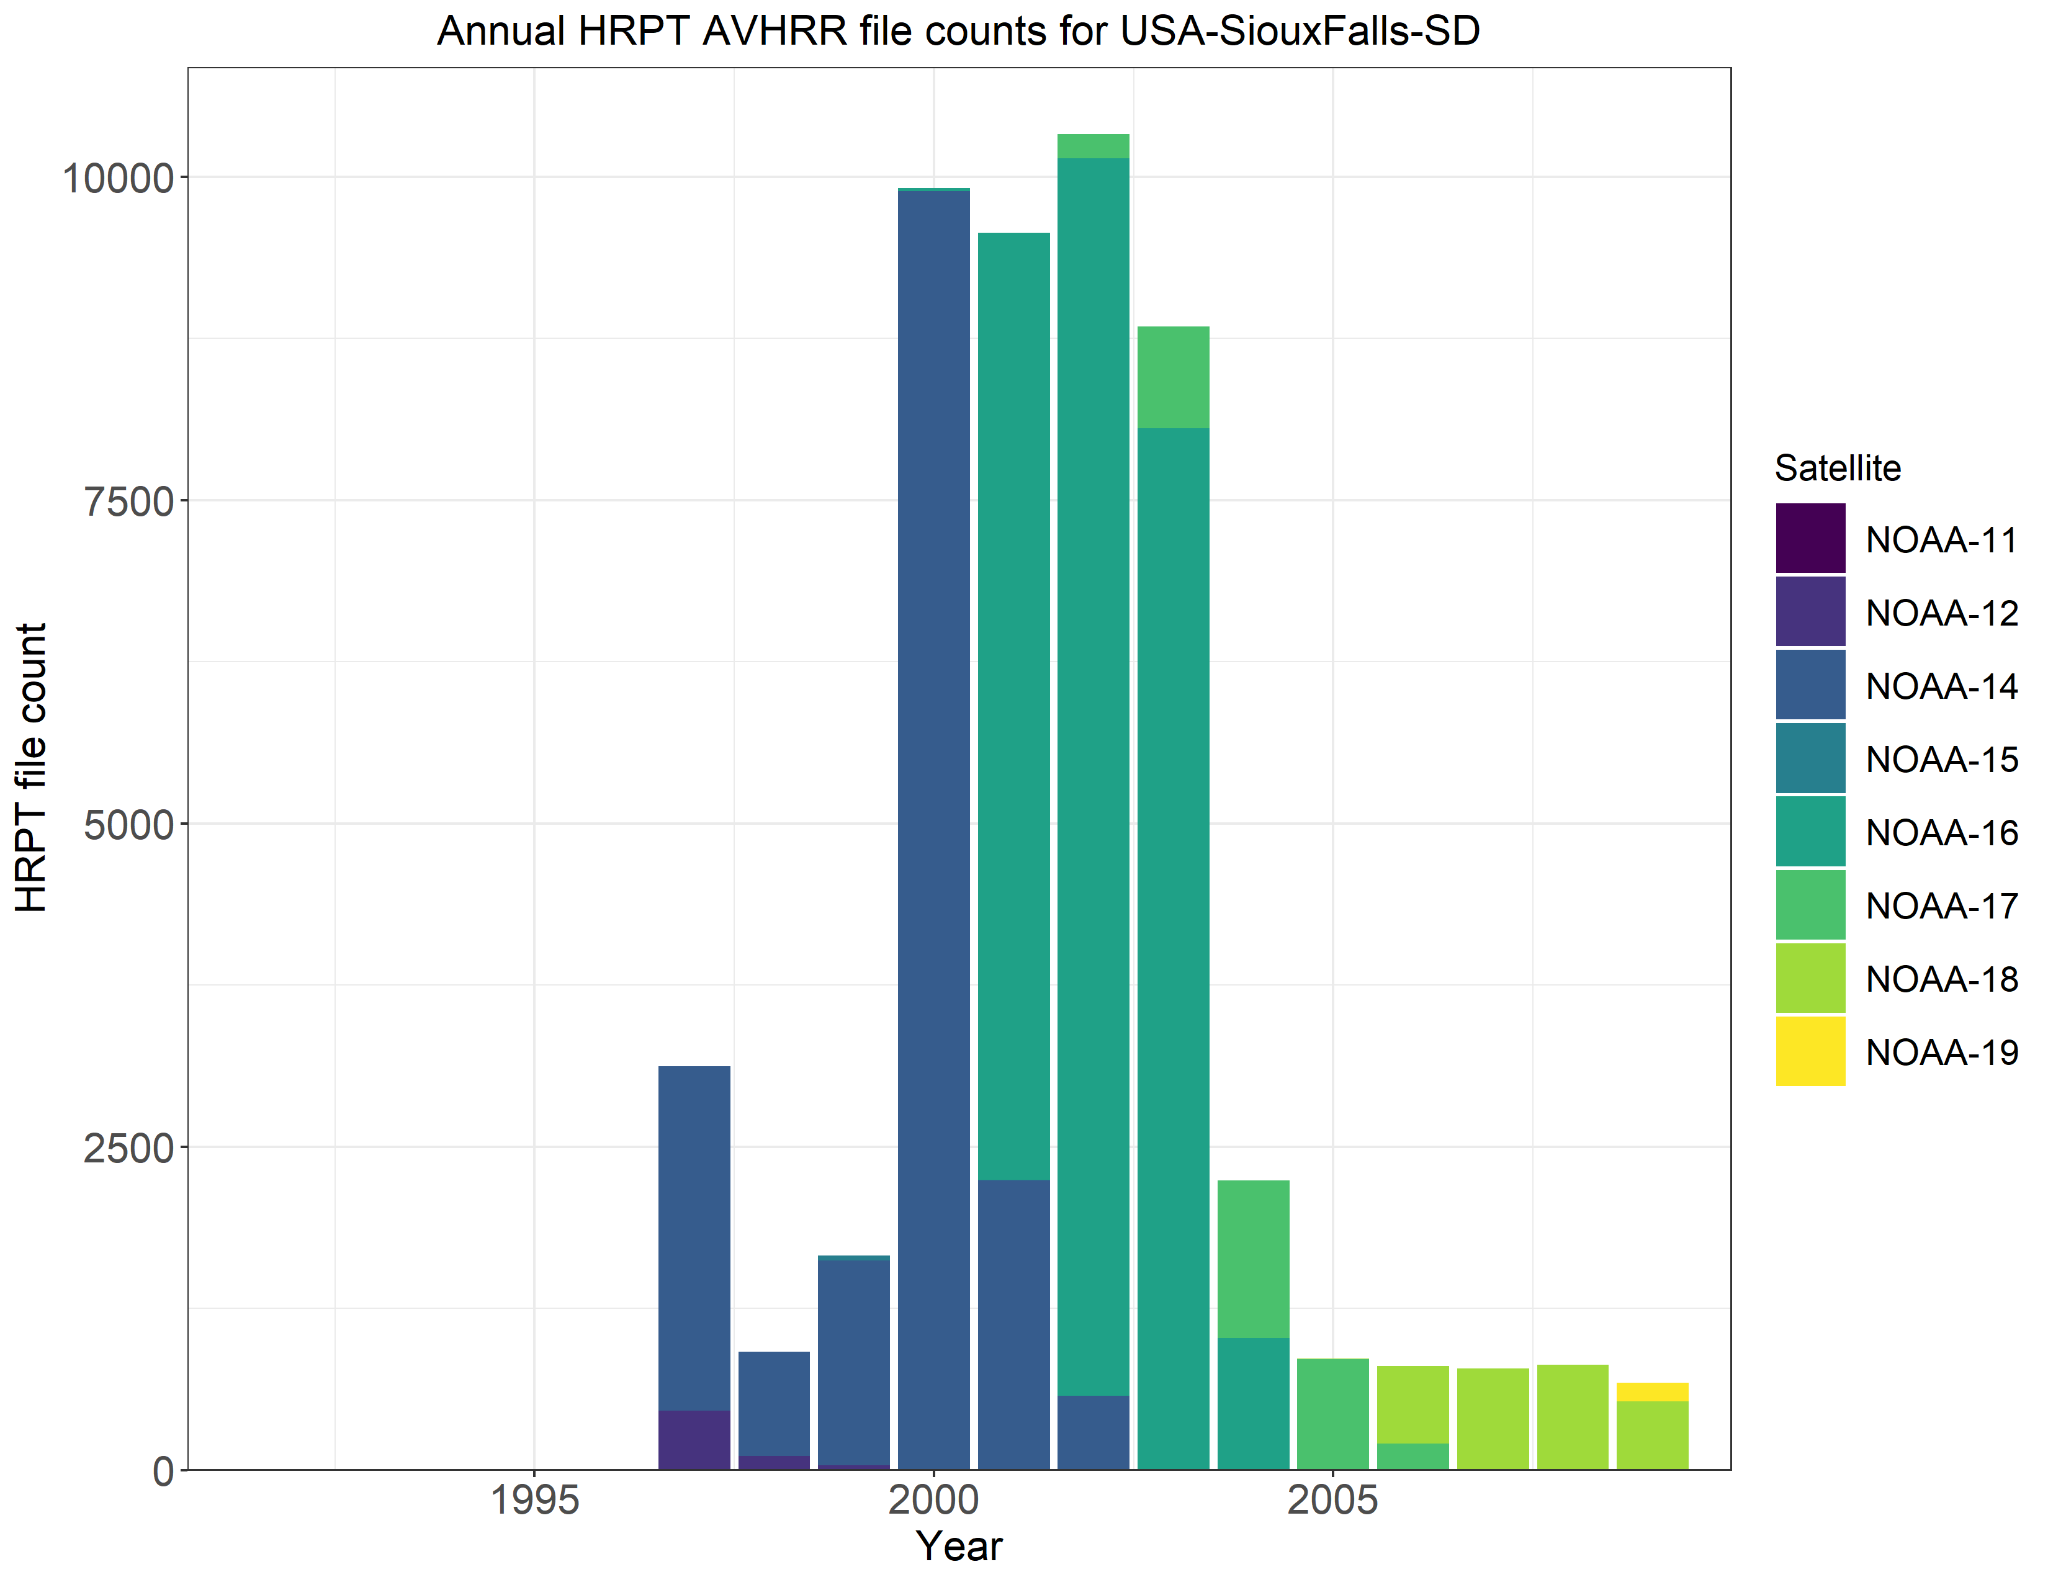 Annual HRPT AVHRR file counts for USA-SiouxFalls-SD
HRPT file count
10000
7500
5000
2500
0
1995
2000
2005
Year
Satellite
NOAA-11
NOAA-12
NOAA-14
NOAA-15
NOAA-16
NOAA-17
NOAA-18
NOAA-19